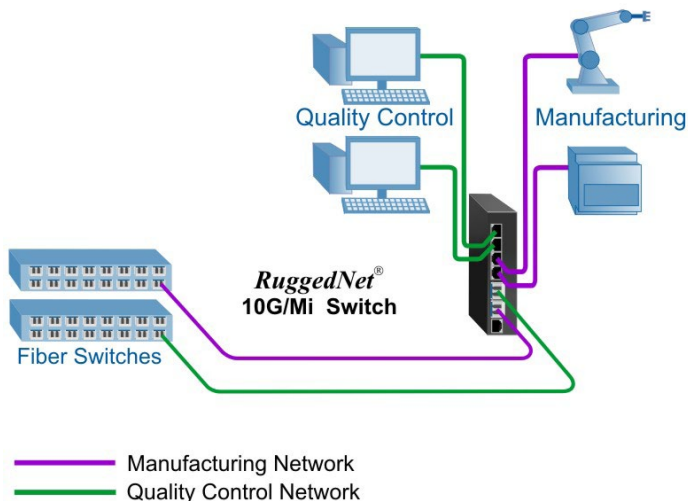 Quality Control
Manufacturing
RuggedNet®
10G/Mi Switch
Fiber Switches
Manufacturing Network
Quality Control Network